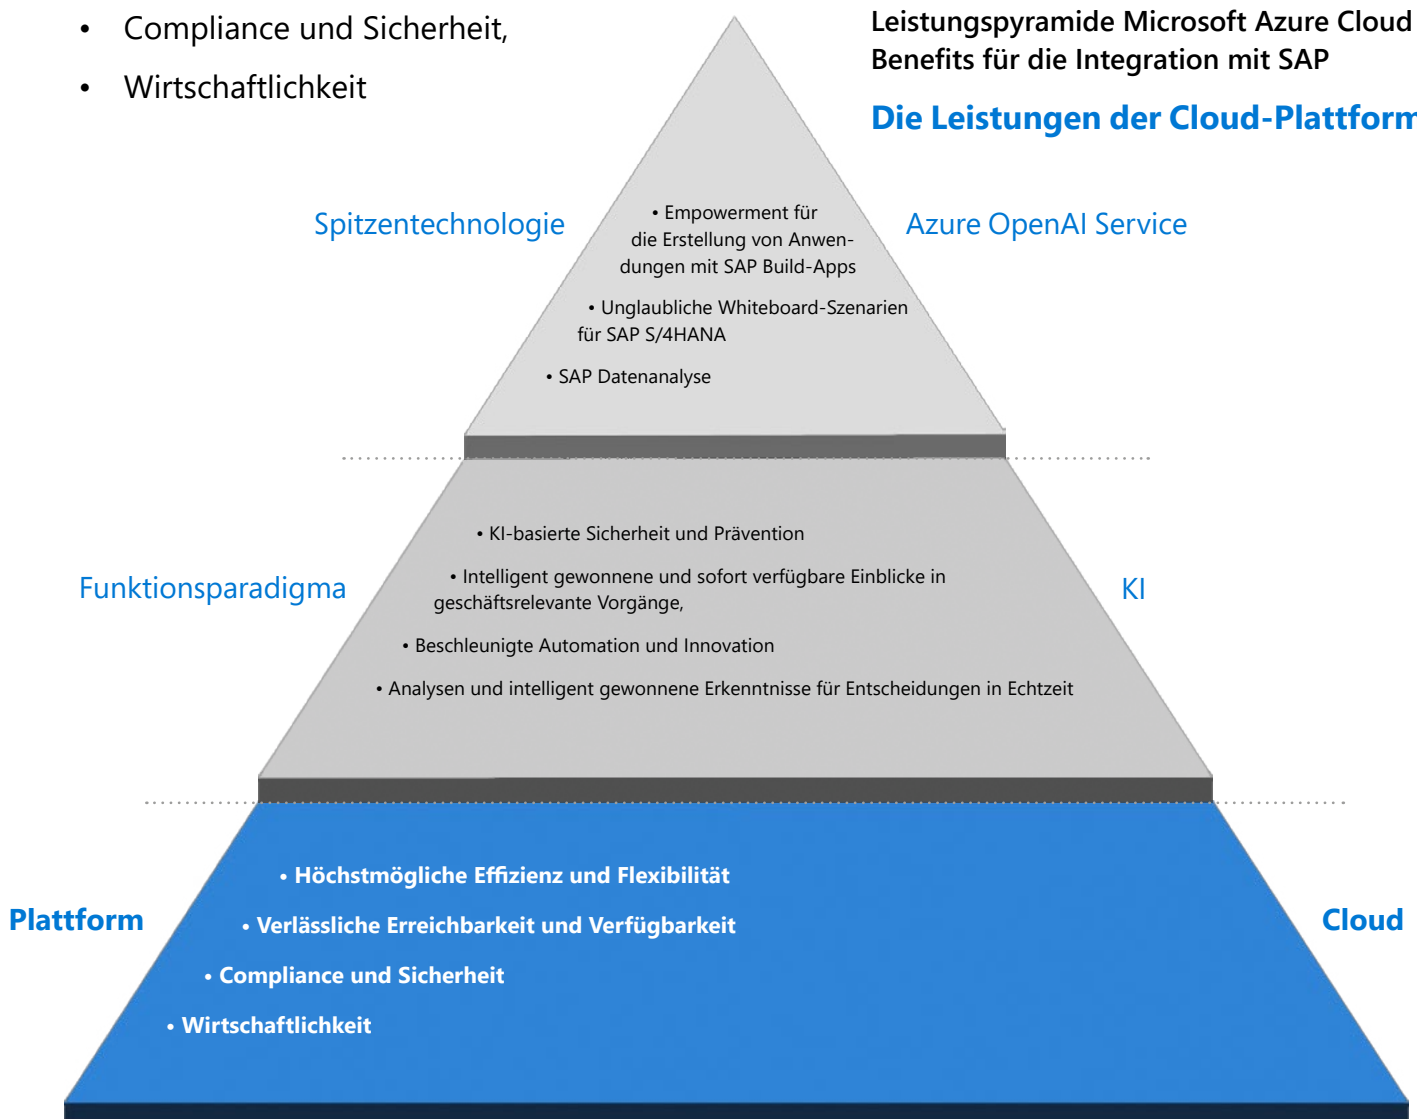 • Compliance und Sicherheit,
• Wirtschaftlichkeit
Leistungspyramide Microsoft Azure Cloud
Benefits für die Integration mit SAP
Die Leistungen der Cloud-Plattform
Spitzentechnologie
• Empowerment für
die Erstellung von Anwen-
dungen mit SAP Build-Apps
• Unglaubliche Whiteboard-Szenarien
für SAP S/4HANA
• SAP Datenanalyse
Azure OpenAI Service
Funktionsparadigma
• KI-basierte Sicherheit und Prävention
• Intelligent gewonnene und sofort verfügbare Einblicke in
geschäftsrelevante Vorgänge,
• Beschleunigte Automation und Innovation
• Analysen und intelligent gewonnene Erkenntnisse für Entscheidungen in Echtzeit
KI
Plattform
• Höchstmögliche Effizienz und Flexibilität
• Verlässliche Erreichbarkeit und Verfügbarkeit
• Compliance und Sicherheit
• Wirtschaftlichkeit
Cloud